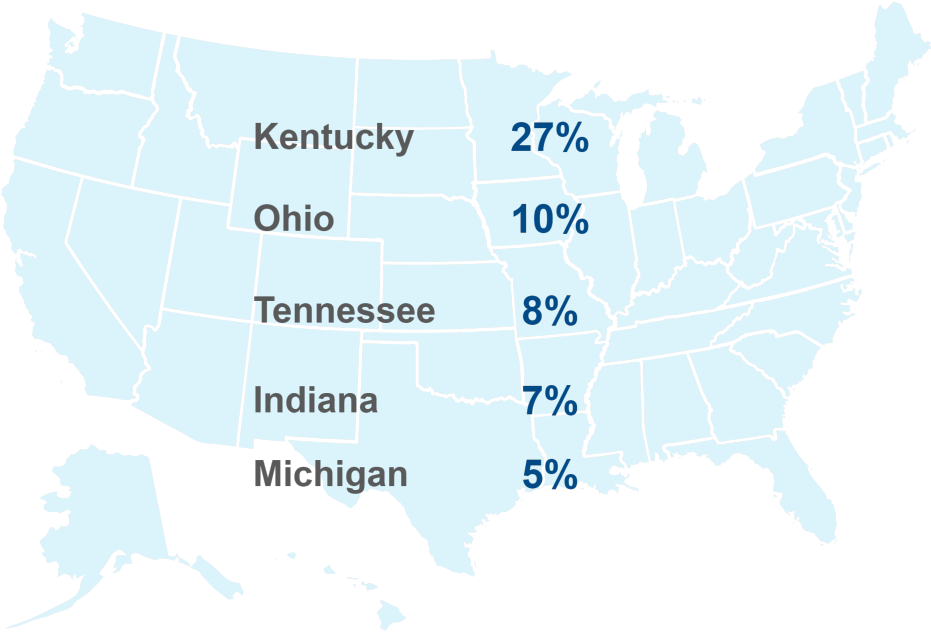 Kentucky 27%
Ohio 10%
Tennessee 8%
Indiana 7%
Michigan 5%